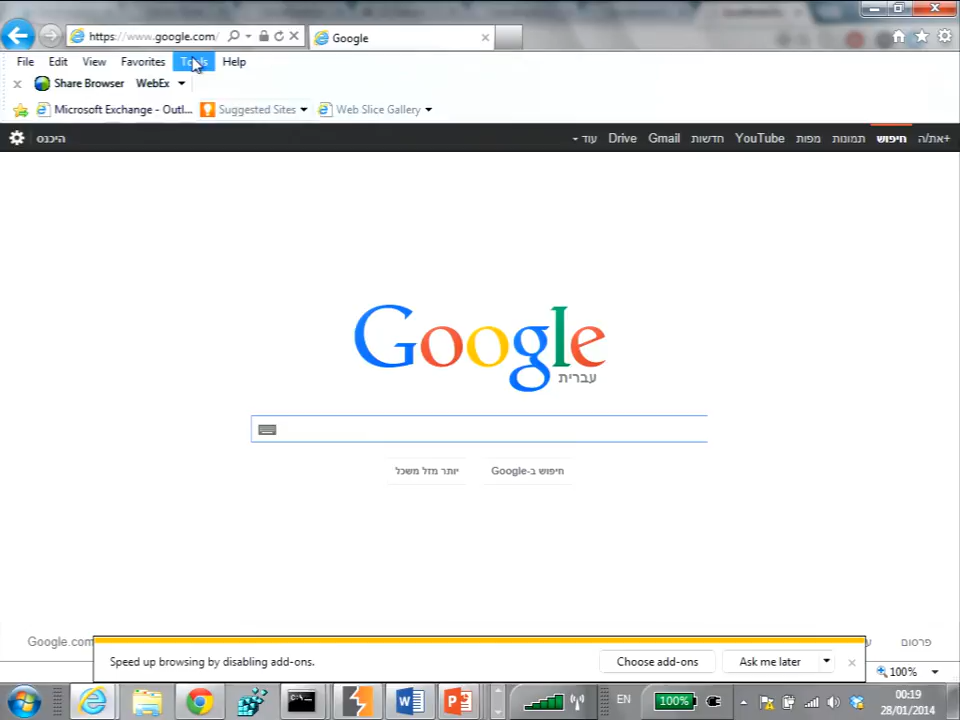 https://www.google.com/
Google
File Edit View Favorites Tools Help
Share Browser WebEx
Microsoft Exchange - Outl... Suggested Sites Web Slice Gallery
+את/ה חיפוש תמונות מפות YouTube חדשות Gmail Drive עוד
היכנס
Google
עברית
חיפוש ב-Google
יותר מזל משכל
Google.com
פרסום
Speed up browsing by disabling add-ons.
Choose add-ons
Ask me later
100%
EN
100%
00:19
28/01/2014